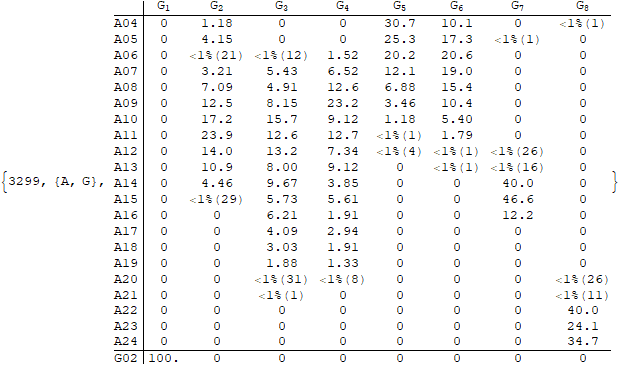 G1 G2 G3 G4 G5 G6 G7 G8
A04 0 1.18 0 0 30.7 10.1 0 <1%(1)
A05 0 4.15 0 0 25.3 17.3 <1%(1) 0
A06 0 <1%(21) <1%(12) 1.52 20.2 20.6 0 0
A07 0 3.21 5.43 6.52 12.1 19.0 0 0
A08 0 7.09 4.91 12.6 6.88 15.4 0 0
A09 0 12.5 8.15 23.2 3.46 10.4 0 0
A10 0 17.2 15.7 9.12 1.18 5.40 0 0
A11 0 23.9 12.6 12.7 <1%(1) 1.79 0 0
A12 0 14.0 13.2 7.34 <1%(4) <1%(1) <1%(26) 0
A13 0 10.9 8.00 9.12 0 <1%(1) <1%(16) 0
{3299, {A, G}, A14 0 4.46 9.67 3.85 0 0 40.0 0 }
A15 0 <1%(29) 5.73 5.61 0 0 46.6 0
A16 0 0 6.21 1.91 0 0 12.2 0
A17 0 0 4.09 2.94 0 0 0 0
A18 0 0 3.03 1.91 0 0 0 0
A19 0 0 1.88 1.33 0 0 0 0
A20 0 0 <1%(31) <1%(8) 0 0 0 <1%(26)
A21 0 0 <1%(1) 0 0 0 0 <1%(11)
A22 0 0 0 0 0 0 0 40.0
A23 0 0 0 0 0 0 0 24.1
A24 0 0 0 0 0 0 0 34.7
G02 100. 0 0 0 0 0 0 0